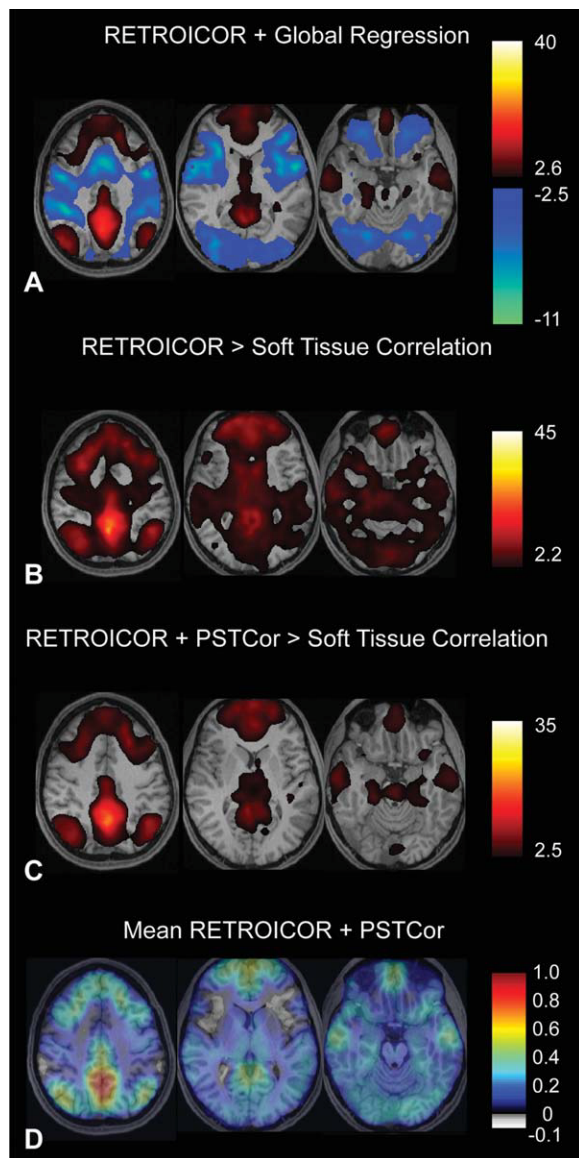 RETROICOR + Global Regression
40
2.6
-2.5
-11
A
RETROICOR > Soft Tissue Correlation
45
2.2
B
RETROICOR + PSTCor > Soft Tissue Correlation
35
2.5
C
Mean RETROICOR + PSTCor
1.0
0.8
0.6
0.4
0.2
0
-0.1
D